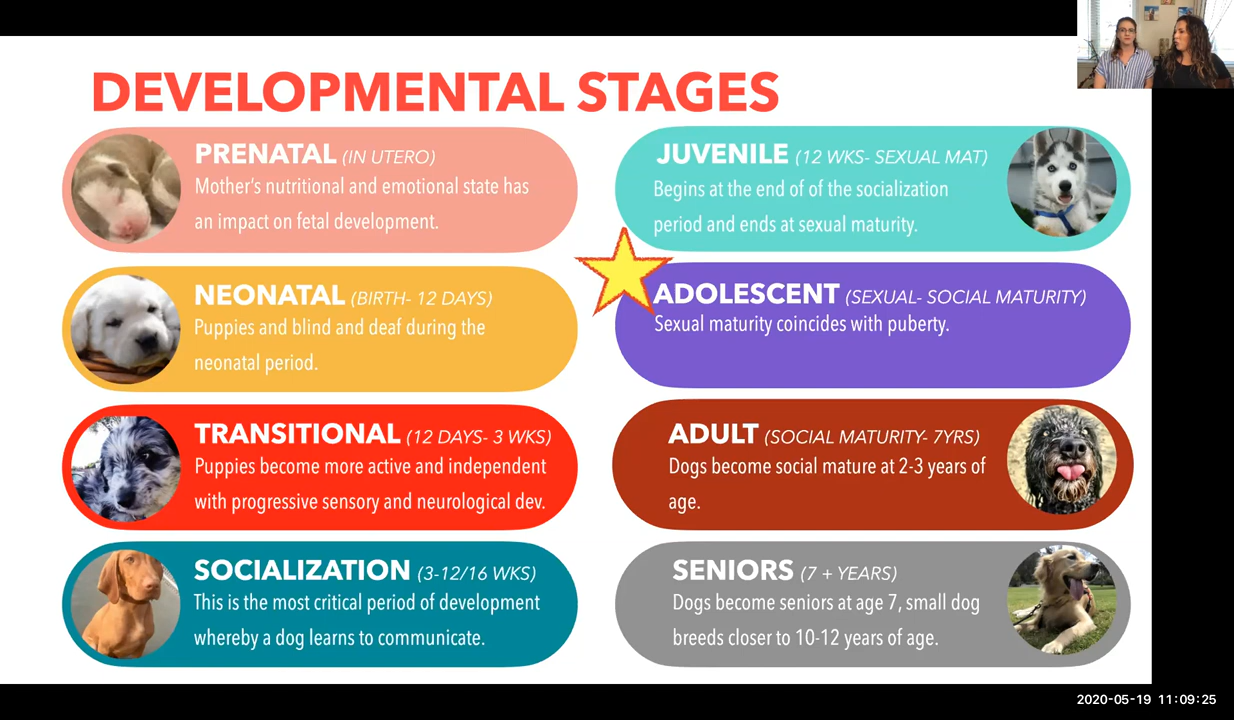 DEVELOPMENTAL STAGES
PRENATAL (IN UTERO)
Mother's nutritional and emotional state has
an impact on fetal development.
NEONATAL (BIRTH- 12 DAYS)
Puppies and blind and deaf during the
neonatal period.
TRANSITIONAL (12 DAYS- 3 WKS)
Puppies become more active and independent
with progressive sensory and neurological dev.
SOCIALIZATION (3-12/16 WKS)
This is the most critical period of development
whereby a dog learns to communicate.
JUVENILE (12 WKS- SEXUAL MAT)
Begins at the end of of the socialization
period and ends at sexual maturity.
ADOLESCENT (SEXUAL- SOCIAL MATURITY)
Sexual maturity coincides with puberty.
ADULT (SOCIAL MATURITY- 7YRS)
Dogs become social mature at 2-3 years of
age.
SENIORS (7 + YEARS)
Dogs become seniors at age 7, small dog
breeds closer to 10-12 years of age.
2020-05-19 11:09:25